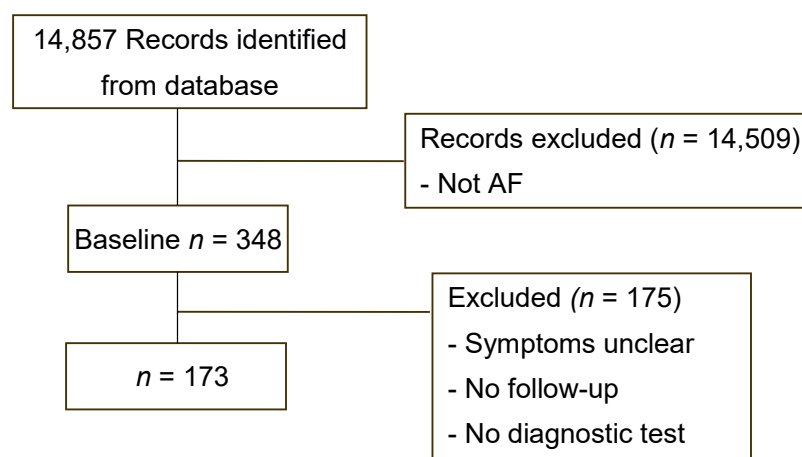 14,857 Records identified
from database
Records excluded (n = 14,509)
- Not AF
Baseline n = 348
Excluded (n = 175)
- Symptoms unclear
- No follow-up
- No diagnostic test
n = 173